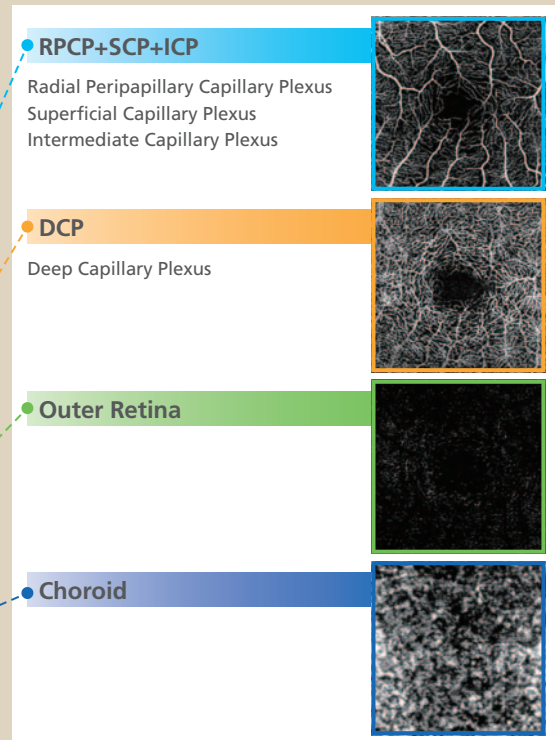 RPCP+SCP+ICP
Radial Peripapillary Capillary Plexus
Superficial Capillary Plexus
Intermediate Capillary Plexus
DCP
Deep Capillary Plexus
Outer Retina
Choroid